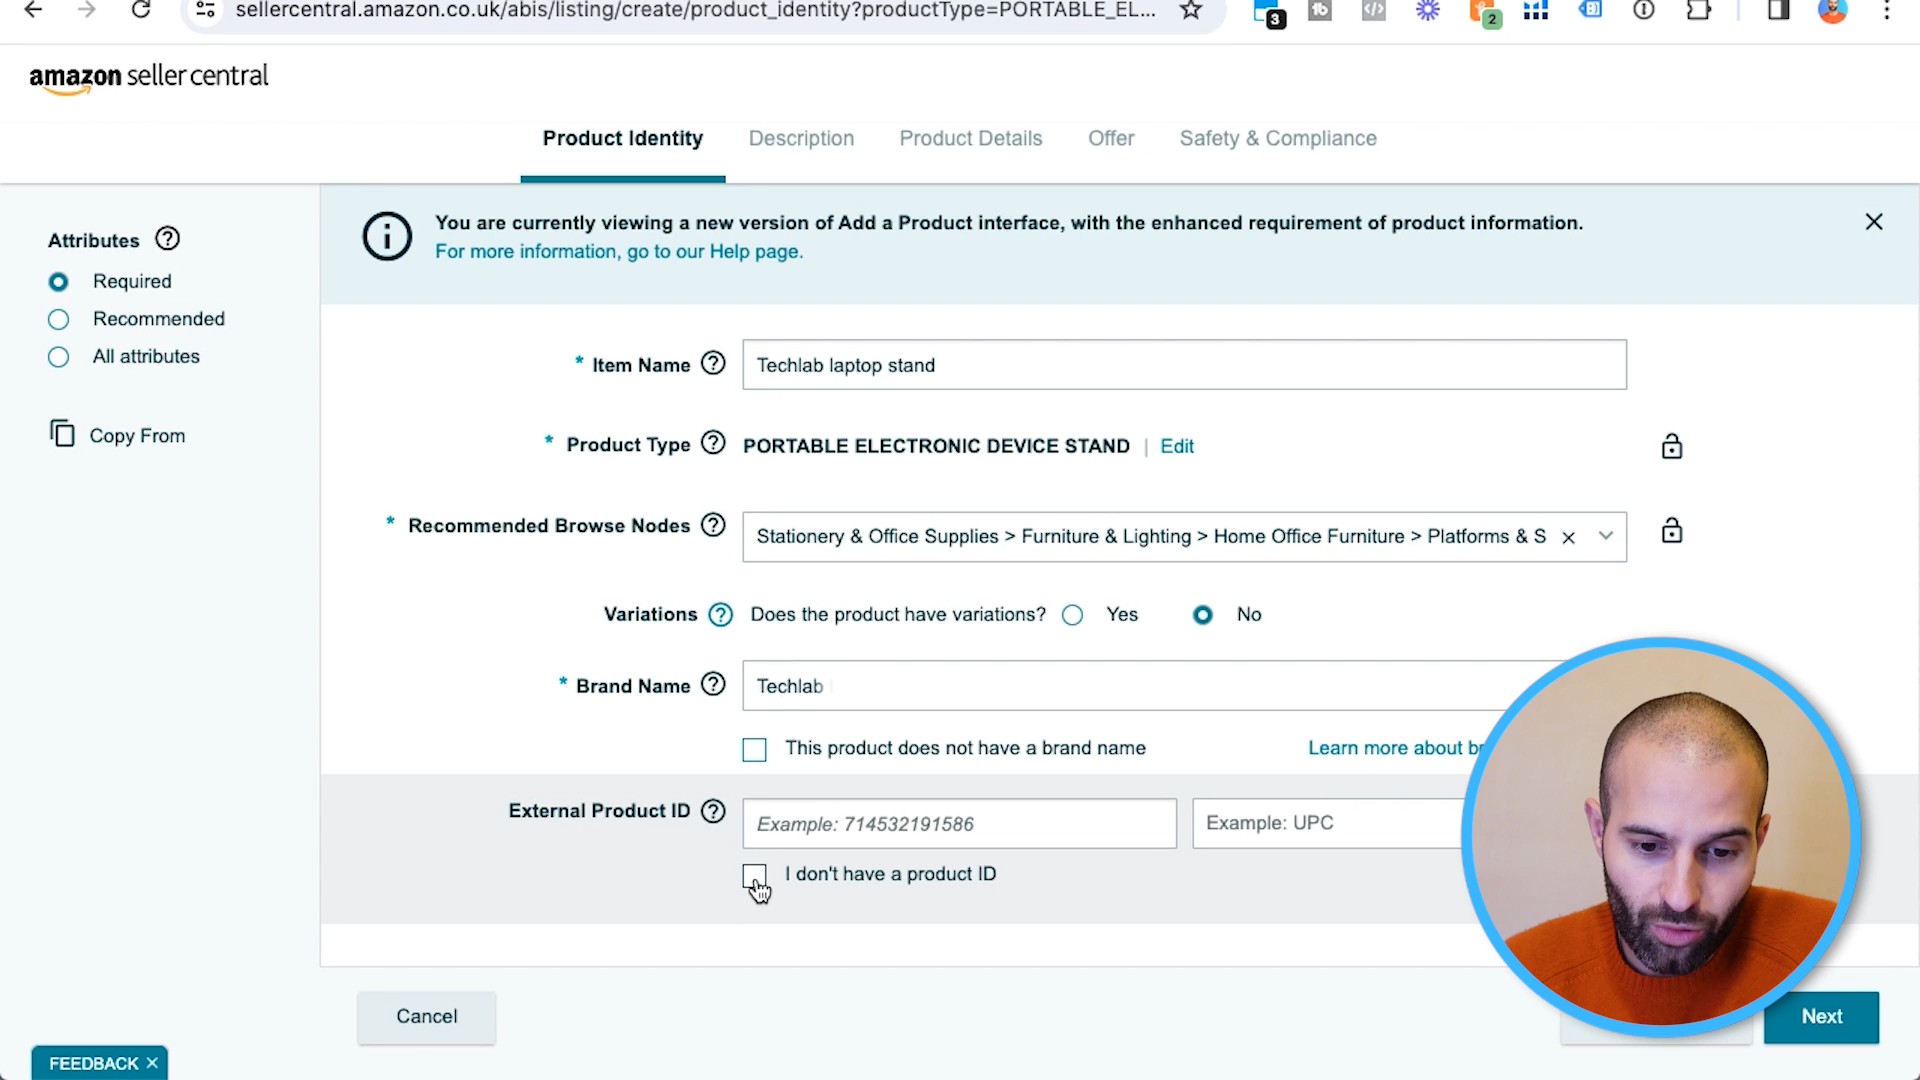 sellercentral.amazon.co.uk/abis/listing/create/product_identity?productType=PORTABLE_EL...
3
tb
2
amazon seller central
Product Identity
Description
Product Details
Offer
Safety & Compliance
You are currently viewing a new version of Add a Product interface, with the enhanced requirement of product information.
For more information, go to our Help page.
Attributes
Required
Recommended
All attributes
Copy From
* Item Name
Techlab laptop stand
* Product Type
PORTABLE ELECTRONIC DEVICE STAND | Edit
* Recommended Browse Nodes
Stationery & Office Supplies > Furniture & Lighting > Home Office Furniture > Platforms & S
Variations
Does the product have variations? Yes No
* Brand Name
Techlab
This product does not have a brand name
Learn more about
External Product ID
Example: 714532191586
Example: UPC
I don't have a product ID
Cancel
Next
FEEDBACK